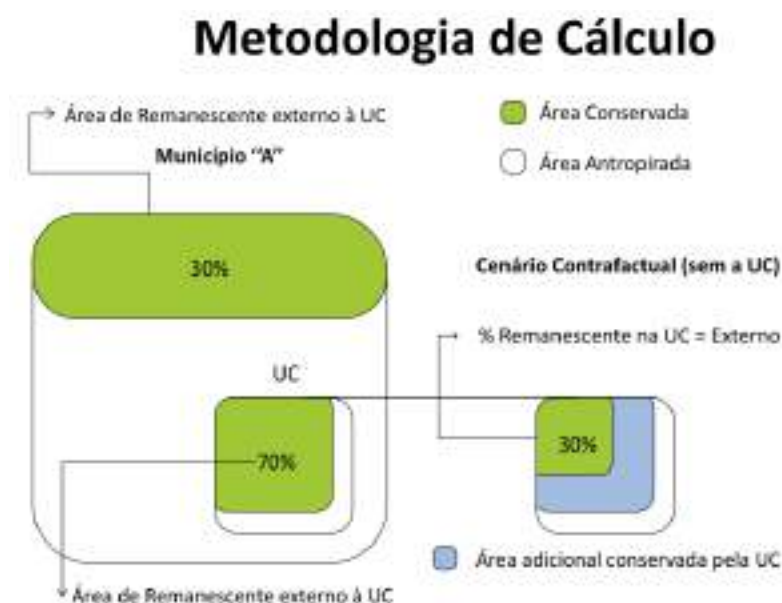 Metodologia de Cálculo
Área de Remanescente externo à UC
Município "A"
Área Conservada
Área Antropirada
30%
Cenário Contrafactual (sem a UC)
% Remanescente na UC = Externo
UC
70%
30%
Área adicional conservada pela UC
Área de Remanescente externo à UC